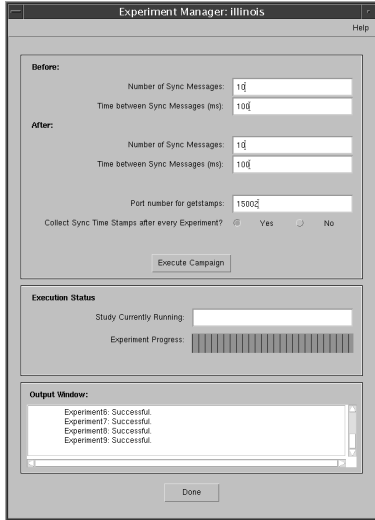 Experiment Manager: illinois
Help
Before:
Number of Sync Messages: 10
Time between Sync Messages (ms): 100
After:
Number of Sync Messages: 10
Time between Sync Messages (ms): 100
Port number for getstamps: 15002
Collect Sync Time Stamps after every Experiment? Yes No
Execute Campaign
Execution Status
Study Currently Running:
Experiment Progress:
Output Window:
Experiment6: Successful.
Experiment7: Successful.
Experiment8: Successful.
Experiment9: Successful.
Done